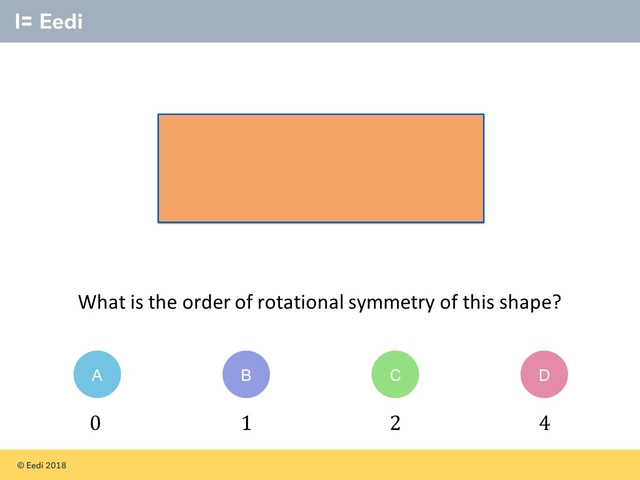 Eedi
What is the order of rotational symmetry of this shape?
A B C D
0 1 2 4
© Eedi 2018